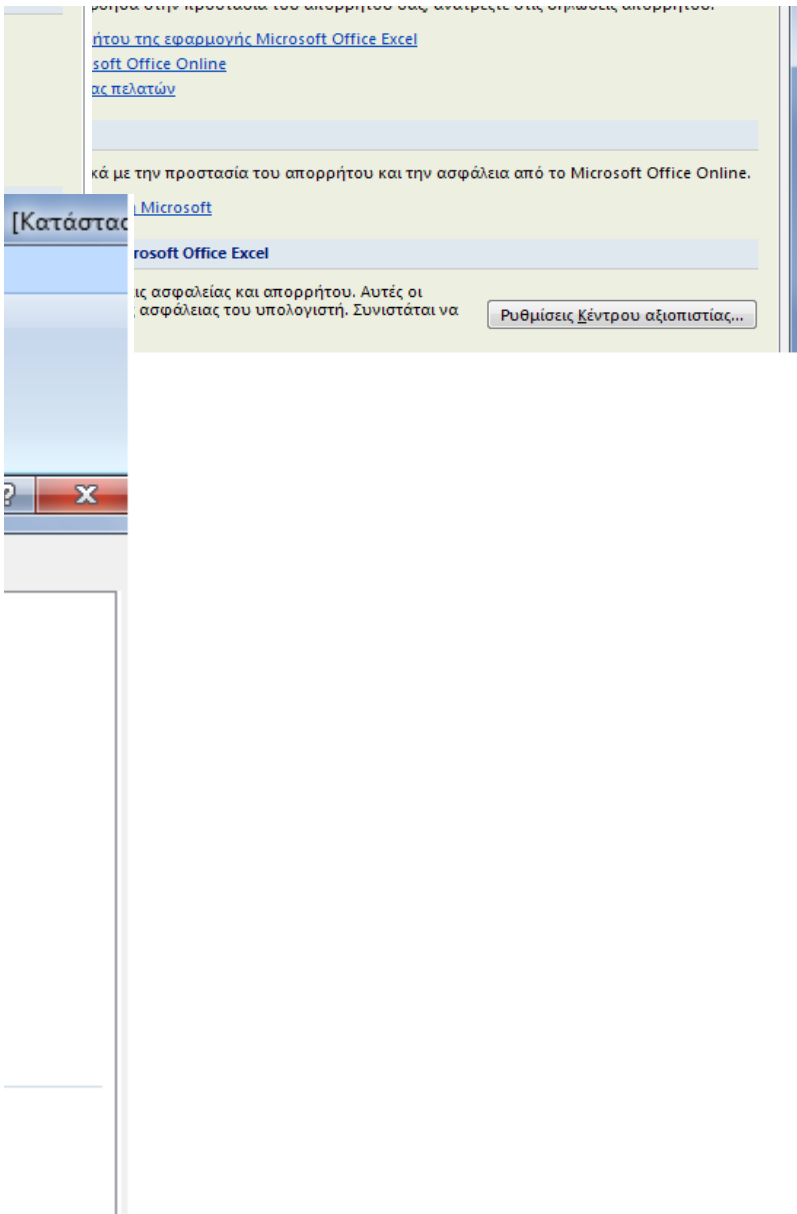 ήτου της εφαρμογής Microsoft Office Excel
soft Office Online
ας πελατών
κά με την προστασία του απορρήτου και την ασφάλεια από το Microsoft Office Online.
Microsoft
[Κατάστασ
rosoft Office Excel
ις ασφαλείας και απορρήτου. Αυτές οι
ς ασφάλειας του υπολογιστή. Συνιστάται να
Ρυθμίσεις Κέντρου αξιοπιστίας...